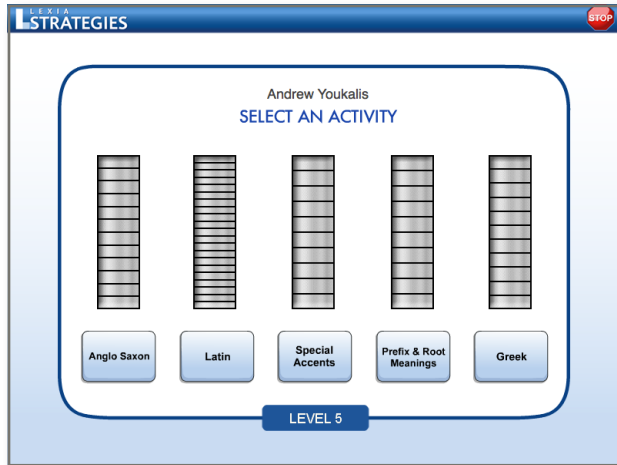 LEXIA
STRATEGIES
STOP
Andrew Youkalis
SELECT AN ACTIVITY
Anglo Saxon
Latin
Special
Accents
Prefix & Root
Meanings
Greek
LEVEL 5